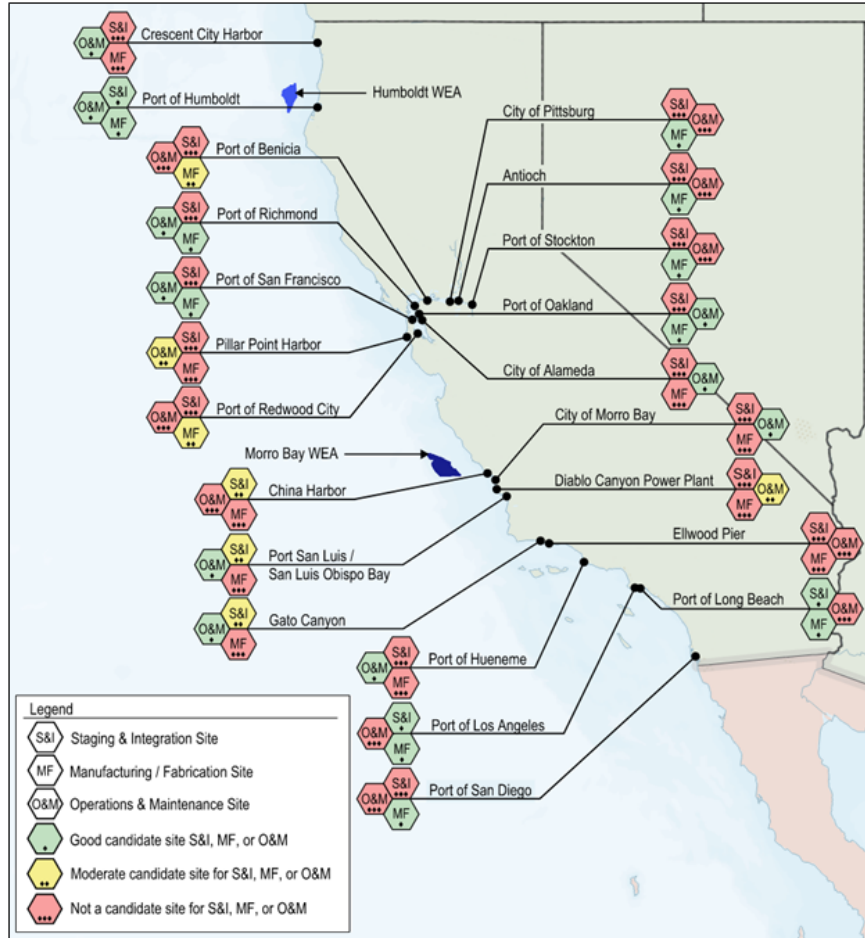 S&I
O&M
MF
Crescent City Harbor
S&I
O&M
MF
Port of Humboldt
Humboldt WEA
O&M
S&I
MF
Port of Benicia
O&M
S&I
MF
Port of Richmond
O&M
S&I
MF
Port of San Francisco
O&M
S&I
MF
Pillar Point Harbor
O&M
S&I
MF
Port of Redwood City
Morro Bay WEA
O&M
S&I
MF
China Harbor
O&M
S&I
MF
Port San Luis /
San Luis Obispo Bay
O&M
S&I
MF
Gato Canyon
O&M
S&I
MF
Port of Hueneme
O&M
S&I
MF
Port of Los Angeles
O&M
S&I
MF
Port of San Diego
City of Pittsburg
S&I
O&M
MF
Antioch
S&I
O&M
MF
Port of Stockton
S&I
O&M
MF
Port of Oakland
S&I
O&M
MF
City of Alameda
S&I
O&M
MF
City of Morro Bay
S&I
O&M
MF
Diablo Canyon Power Plant
S&I
O&M
MF
Ellwood Pier
S&I
O&M
MF
Port of Long Beach
S&I
O&M
MF
Legend
S&I Staging & Integration Site
MF Manufacturing / Fabrication Site
O&M Operations & Maintenance Site
Good candidate site S&I, MF, or O&M
Moderate candidate site for S&I, MF, or O&M
Not a candidate site for S&I, MF, or O&M